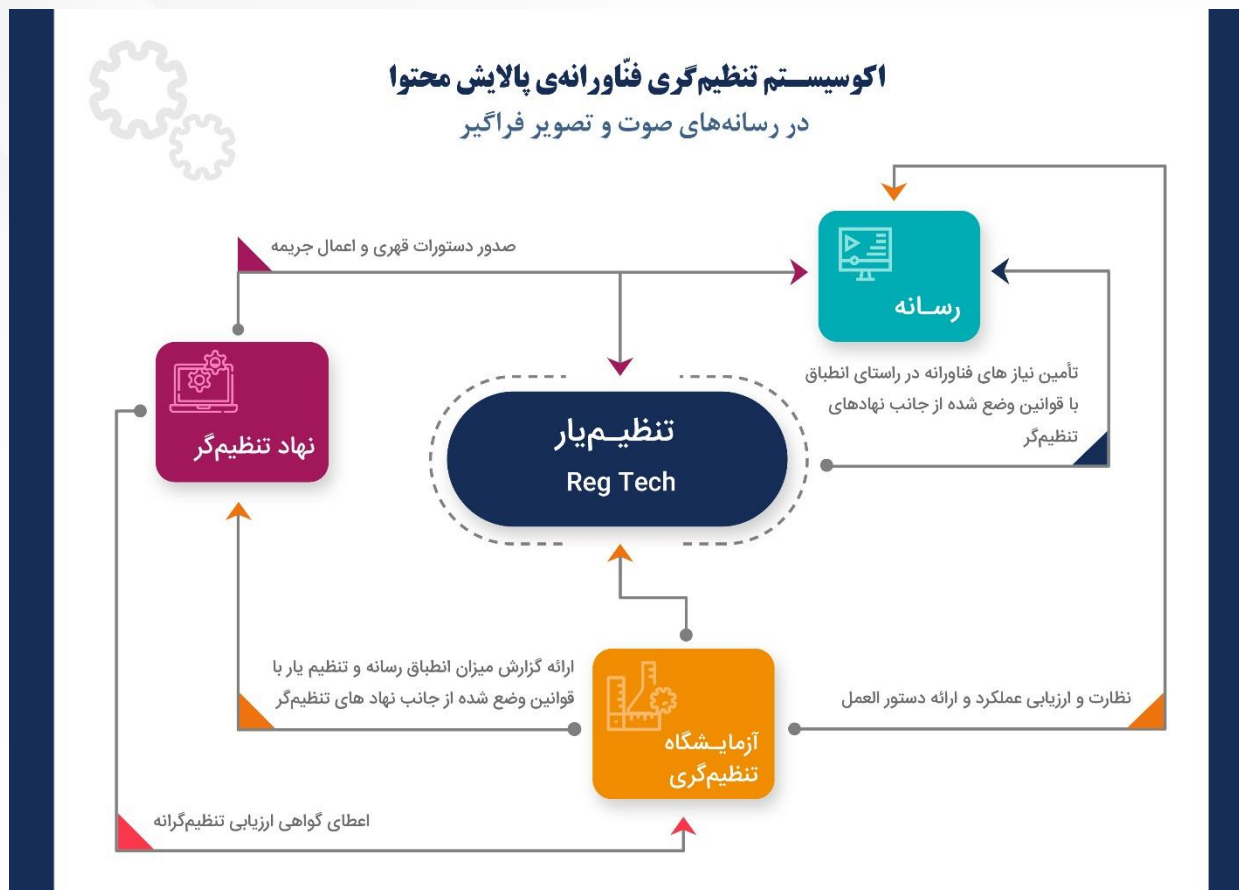 اکوسیستم تنظیم‌گری فنّاورانه‌ی پالایش محتوا
در رسانه‌های صوت و تصویر فراگیر
صدور دستورات قهری و اعمال جریمه
رسانه
نهاد تنظیم‌گر
تأمین نیاز های فناورانه در راستای انطباق
با قوانین وضع شده از جانب نهادهای
تنظیم‌گر
تنظیم‌یار
Reg Tech
ارائه گزارش میزان انطباق رسانه و تنظیم یار با
قوانین وضع شده از جانب نهاد های تنظیم‌گر
نظارت و ارزیابی عملکرد و ارائه دستور العمل
آزمایشگاه
تنظیم‌گری
اعطای گواهی ارزیابی تنظیم‌گرانه